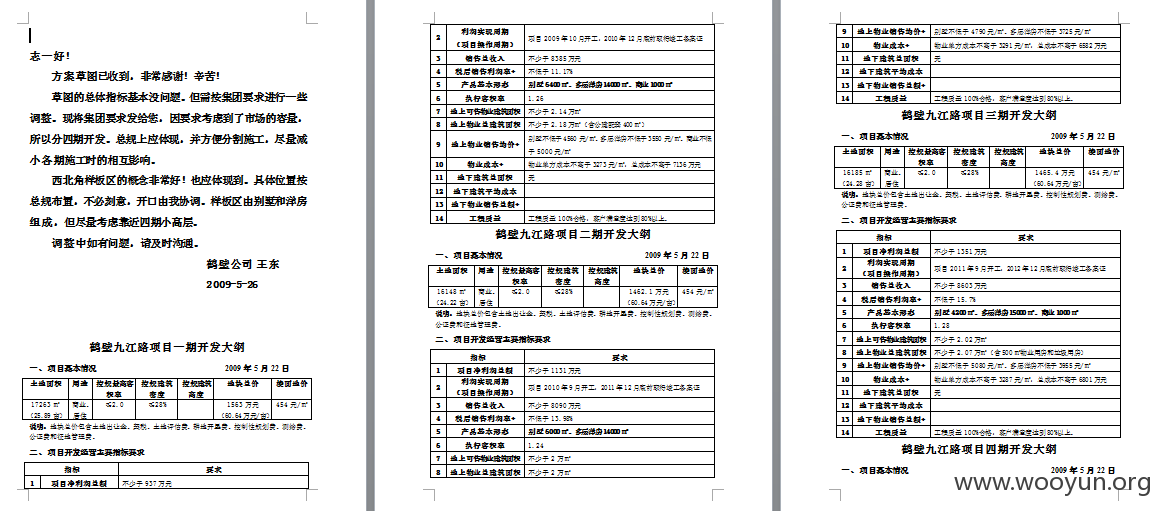 志一好!
方案草图已收到，非常感谢！辛苦！
草图的总体指标基本没问题。但需按集团要求进行一些
调整。现将集团要求发给您，因要求考虑到了市场的容量，
所以分四期开发。总规上应体现，并方便分割施工，尽量减
小各期施工时的相互影响。
西北角样板区的概念非常好！也应体现到。具体位置按
总规布置，不必刻意，开口由我协调。样板区由别墅和洋房
组成，但尽量考虑靠近四期小高层。
调整中如有问题，请及时沟通。
鹤壁公司 王东
2009-5-26
鹤壁九江路项目一期开发大纲
一、项目基本情况 2009 年 5 月 22 日
土地面积 用途 控规最高容积率 控规建筑密度 控规建筑高度 地块总价 楼面地价
17263 ㎡（25.89 亩） 商业、居住 ≤2.0 ≤28% 1563 万元（60.64 万元/亩） 454 元/㎡
说明：地块总价包含土地出让金、契税、土地评估费、耕地开垦费、控制性规划费、测绘费、
公证费和征地管理费。
二、项目开发经营主要指标要求
指标 要求
1 项目净利润总额 不少于 937 万元
2 利润实现周期（项目操作周期） 项目 2009 年 10 月开工，2010 年 12 月底前取得竣工备案证
3 销售总收入 不少于 8385 万元
4 税后销售利润率+ 不低于 11.17%
5 产品基本形态 别墅 6400 ㎡、多层洋房 14000 ㎡、商业 1000 ㎡
6 执行容积率 1.26
7 地上可售物业建筑面积 不少于 2.14 万㎡
8 地上物业总建筑面积 不少于 2.18 万㎡（含公建配套 400 ㎡）
9 地上物业销售均价+ 别墅不低于 4560 元/㎡、多层洋房不低于 3550 元/㎡、商业不低于 5000 元/㎡
10 物业成本+ 物业单方成本不高于 3273 元/㎡，总成本不高于 7136 万元
11 地下建筑总面积 无
12 地下建筑平均成本
13 地下物业销售总额+
14 工程质量 工程质量 100%合格，客户满意度达到 80%以上。
鹤壁九江路项目二期开发大纲
一、项目基本情况 2009 年 5 月 22 日
土地面积 用途 控规最高容积率 控规建筑密度 控规建筑高度 地块总价 楼面地价
16148 ㎡（24.22 亩） 商业、居住 ≤2.0 ≤28% 1462.1 万元（60.64 万元/亩） 454 元/㎡
说明：地块总价包含土地出让金、契税、土地评估费、耕地开垦费、控制性规划费、测绘费、
公证费和征地管理费。
二、项目开发经营主要指标要求
指标 要求
1 项目净利润总额 不少于 1131 万元
2 利润实现周期（项目操作周期） 项目 2010 年 9 月开工，2011 年 12 月底前取得竣工备案证
3 销售总收入 不少于 8090 万元
4 税后销售利润率+ 不低于 13.98%
5 产品基本形态 别墅 6000 ㎡、多层洋房 14000 ㎡
6 执行容积率 1.24
7 地上可售物业建筑面积 不少于 2 万㎡
8 地上物业总建筑面积 不少于 2 万㎡
9 地上物业销售均价+ 别墅不低于 4790 元/㎡、多层洋房不低于 3725 元/㎡
10 物业成本+ 物业单方成本不高于 3291 元/㎡，总成本不高于 6582 万元
11 地下建筑总面积 无
12 地下建筑平均成本
13 地下物业销售总额+
14 工程质量 工程质量 100%合格，客户满意度达到 80%以上。
鹤壁九江路项目三期开发大纲
一、项目基本情况 2009 年 5 月 22 日
土地面积 用途 控规最高容积率 控规建筑密度 控规建筑高度 地块总价 楼面地价
16185 ㎡（24.28 亩） 商业、居住 ≤2.0 ≤28% 1465.4 万元（60.64 万元/亩） 454 元/㎡
说明：地块总价包含土地出让金、契税、土地评估费、耕地开垦费、控制性规划费、测绘费、
公证费和征地管理费。
二、项目开发经营主要指标要求
指标 要求
1 项目净利润总额 不少于 1351 万元
2 利润实现周期（项目操作周期） 项目 2011 年 9 月开工，2012 年 12 月底前取得竣工备案证
3 销售总收入 不少于 8603 万元
4 税后销售利润率+ 不低于 15.7%
5 产品基本形态 别墅 4200 ㎡、多层洋房 15000 ㎡、商业 1000 ㎡
6 执行容积率 1.28
7 地上可售物业建筑面积 不少于 2.02 万㎡
8 地上物业总建筑面积 不少于 2.07 万㎡（含 500 ㎡物业用房和垃圾用房）
9 地上物业销售均价+ 别墅不低于 5080 元/㎡、多层洋房不低于 3955 元/㎡
10 物业成本+ 物业单方成本不高于 3287 元/㎡，总成本不高于 6801 万元
11 地下建筑总面积 无
12 地下建筑平均成本
13 地下物业销售总额+
14 工程质量 工程质量 100%合格，客户满意度达到 80%以上。
鹤壁九江路项目四期开发大纲
一、项目基本情况 2009 年 5 月 22 日
www.wooyun.org